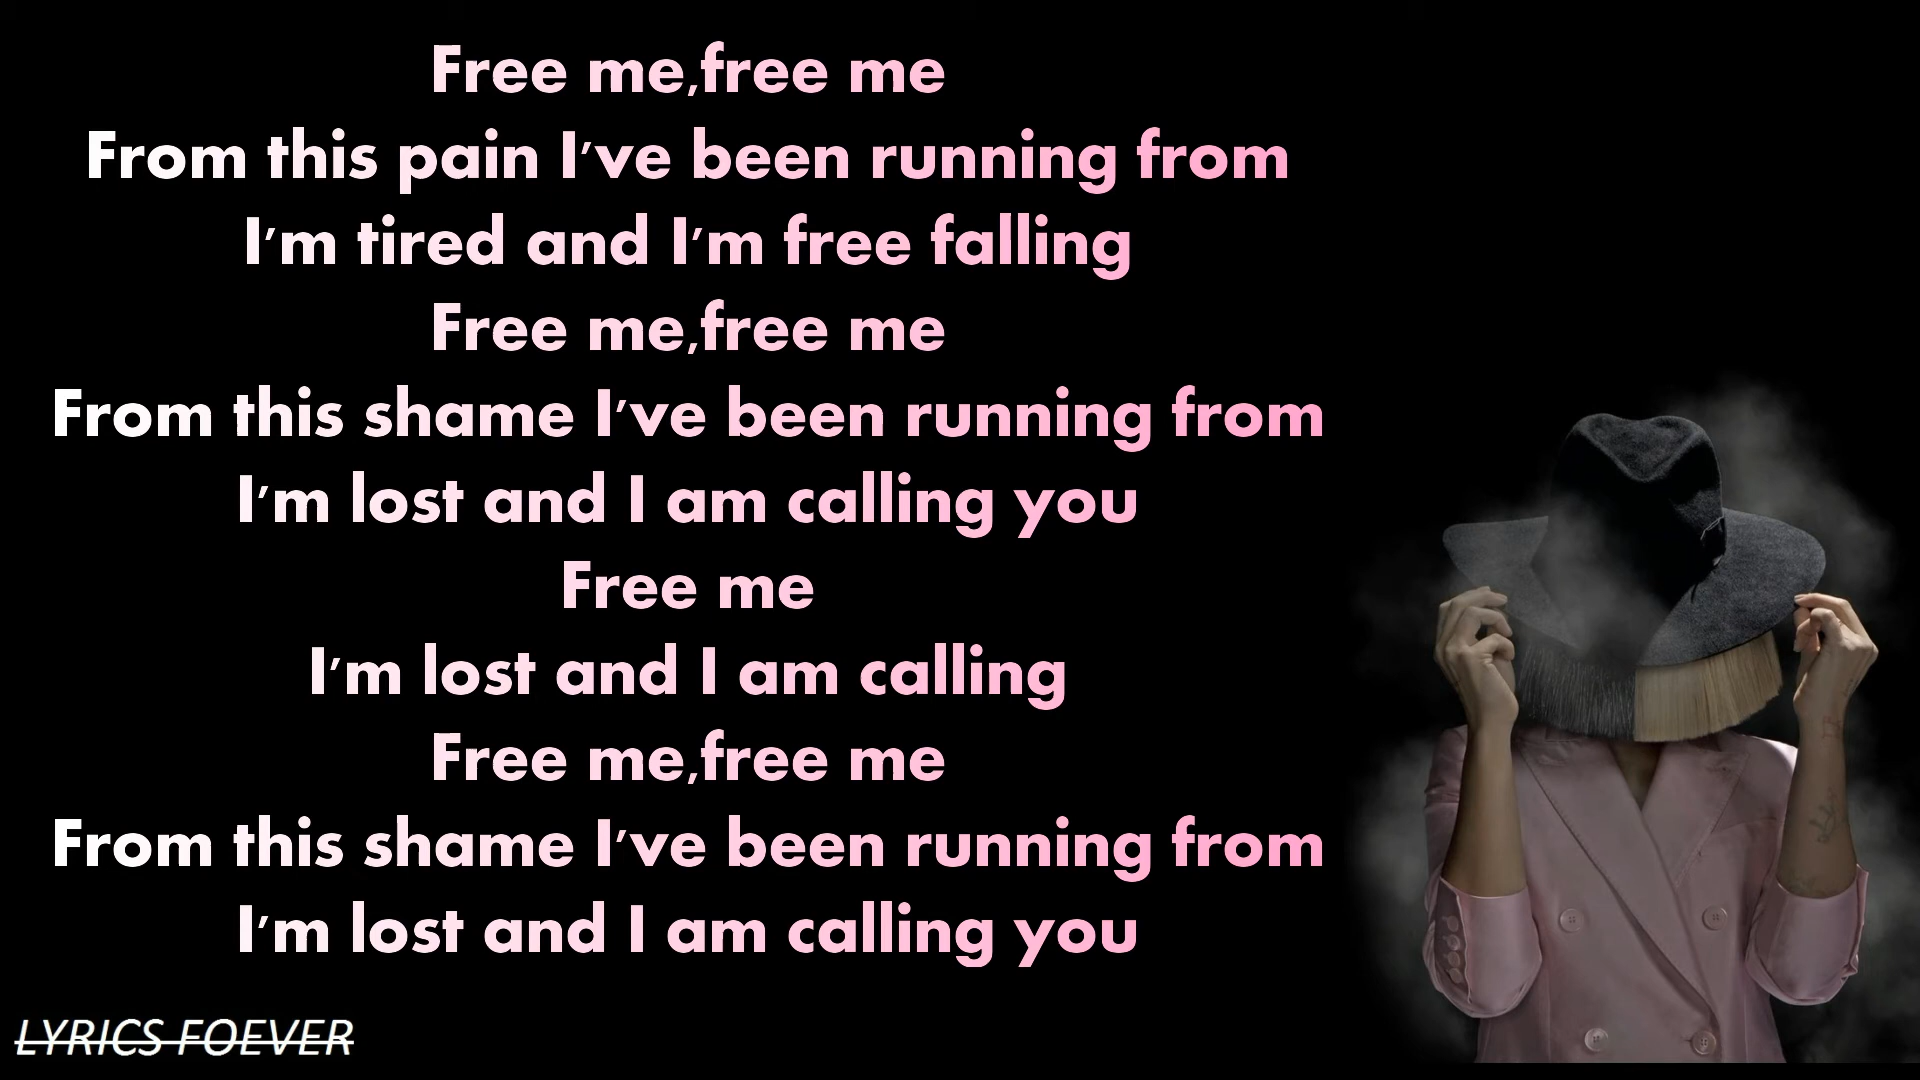 Free me,free me
From this pain I've been running from
I'm tired and I'm free falling
Free me,free me
From this shame I've been running from
I'm lost and I am calling you
Free me
I'm lost and I am calling
Free me,free me
From this shame I've been running from
I'm lost and I am calling you
LYRICS FOEVER